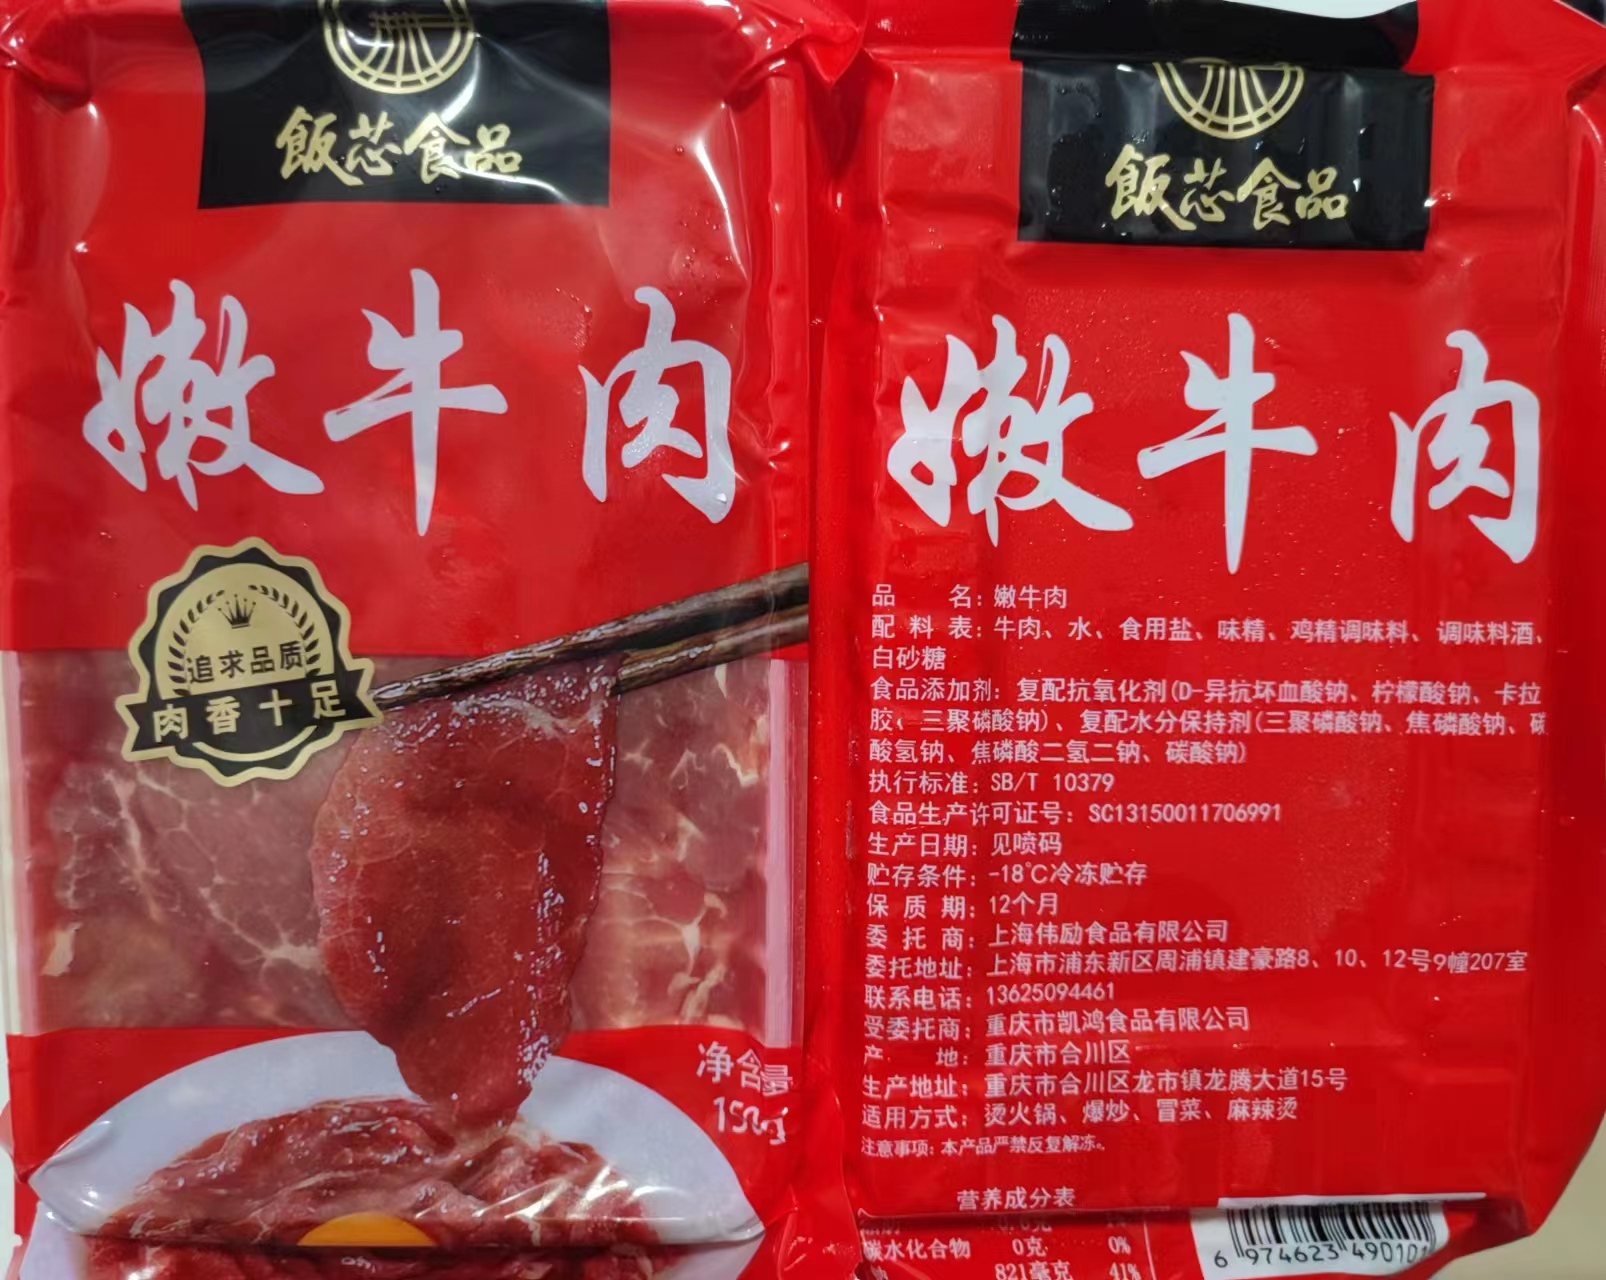 飯芯食品
嫩牛肉
追求品质
肉香十足
净含量
150g
飯芯食品
嫩牛肉
品 名：嫩牛肉
配 料 表：牛肉、水、食用盐、味精、鸡精调味料、调味料酒、
白砂糖
食品添加剂：复配抗氧化剂(D-异抗坏血酸钠、柠檬酸钠、卡拉
胶、三聚磷酸钠)、复配水分保持剂(三聚磷酸钠、焦磷酸钠、碳
酸氢钠、焦磷酸二氢二钠、碳酸钠)
执行标准：SB/T 10379
食品生产许可证号：SC13150011706991
生产日期：见喷码
贮存条件：-18℃冷冻贮存
保 质 期：12个月
委 托 商：上海伟励食品有限公司
委托地址：上海市浦东新区周浦镇建豪路8、10、12号9幢207室
联系电话：13625094461
受委托商：重庆市凯鸿食品有限公司
产 地：重庆市合川区
生产地址：重庆市合川区龙市镇龙腾大道15号
适用方式：烫火锅、爆炒、冒菜、麻辣烫
注意事项：本产品严禁反复解冻。
营养成分表
碳水化合物 0克 0%
821毫克 41%
6 974623 490101